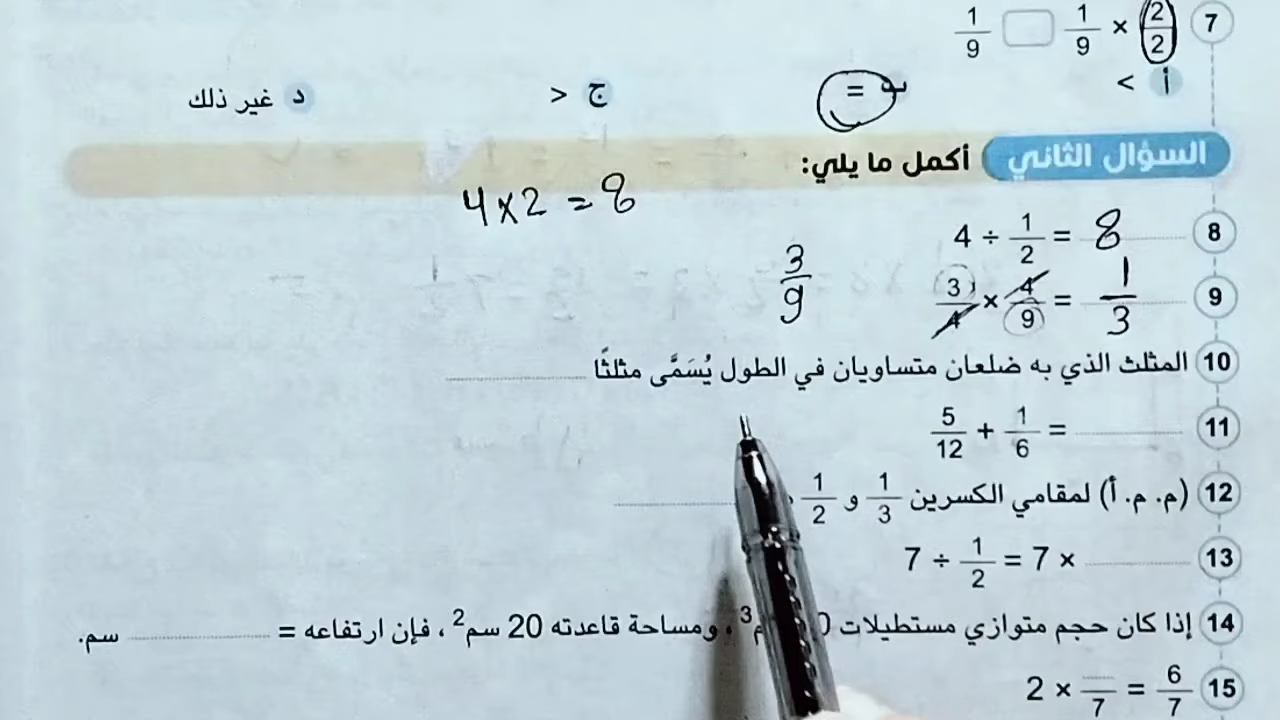 7 1/9 □ 1/9 × 2/2
أ > ب = ج < د غير ذلك
السؤال الثاني أكمل ما يلي:
4 × 2 = 8
8 4 ÷ 1/2 = 8
3/9
9 3/4 × 4/9 = 1/3
10 المثلث الذي به ضلعان متساويان في الطول يُسَمَّى مثلثًا ..........
11 5/12 + 1/6 = ..........
12 (م. م. أ) لمقامي الكسرين 1/3 و 1/2 ..........
13 7 ÷ 1/2 = 7 × ..........
14 إذا كان حجم متوازي مستطيلات ، ومساحة قاعدته 20 سم2 ، فإن ارتفاعه = .......... سم.
15 2 × ..../7 = 6/7